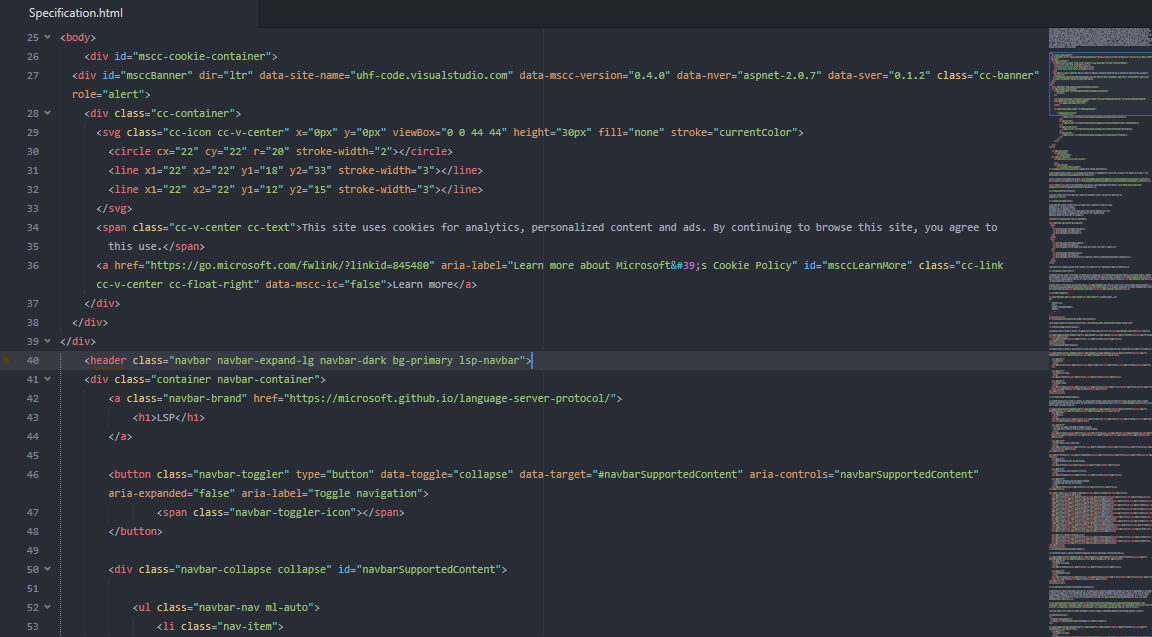 Specification.html
25 <body>
26 <div id="mscc-cookie-container">
27 <div id="msccBanner" dir="ltr" data-site-name="uhf-code.visualstudio.com" data-mscc-version="0.4.0" data-nver="aspnet-2.0.7" data-sver="0.1.2" class="cc-banner"
role="alert">
28 <div class="cc-container">
29 <svg class="cc-icon cc-v-center" x="0px" y="0px" viewBox="0 0 44 44" height="30px" fill="none" stroke="currentColor">
30 <circle cx="22" cy="22" r="20" stroke-width="2"></circle>
31 <line x1="22" x2="22" y1="18" y2="33" stroke-width="3"></line>
32 <line x1="22" x2="22" y1="12" y2="15" stroke-width="3"></line>
33 </svg>
34 <span class="cc-v-center cc-text">This site uses cookies for analytics, personalized content and ads. By continuing to browse this site, you agree to
35 this use.</span>
36 <a href="https://go.microsoft.com/fwlink/?linkid=845480" aria-label="Learn more about Microsoft&#39;s Cookie Policy" id="msccLearnMore" class="cc-link
cc-v-center cc-float-right" data-mscc-ic="false">Learn more</a>
37 </div>
38 </div>
39 </div>
40 <header class="navbar navbar-expand-lg navbar-dark bg-primary lsp-navbar">
41 <div class="container navbar-container">
42 <a class="navbar-brand" href="https://microsoft.github.io/language-server-protocol/">
43 <h1>LSP</h1>
44 </a>
45
46 <button class="navbar-toggler" type="button" data-toggle="collapse" data-target="#navbarSupportedContent" aria-controls="navbarSupportedContent"
aria-expanded="false" aria-label="Toggle navigation">
47 <span class="navbar-toggler-icon"></span>
48 </button>
49
50 <div class="navbar-collapse collapse" id="navbarSupportedContent">
51
52 <ul class="navbar-nav ml-auto">
53 <li class="nav-item">